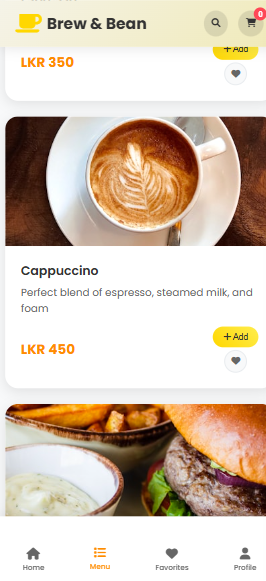 Brew & Bean
0
LKR 350
+ Add
Cappuccino
Perfect blend of espresso, steamed milk, and
foam
LKR 450
+ Add
Home
Menu
Favorites
Profile